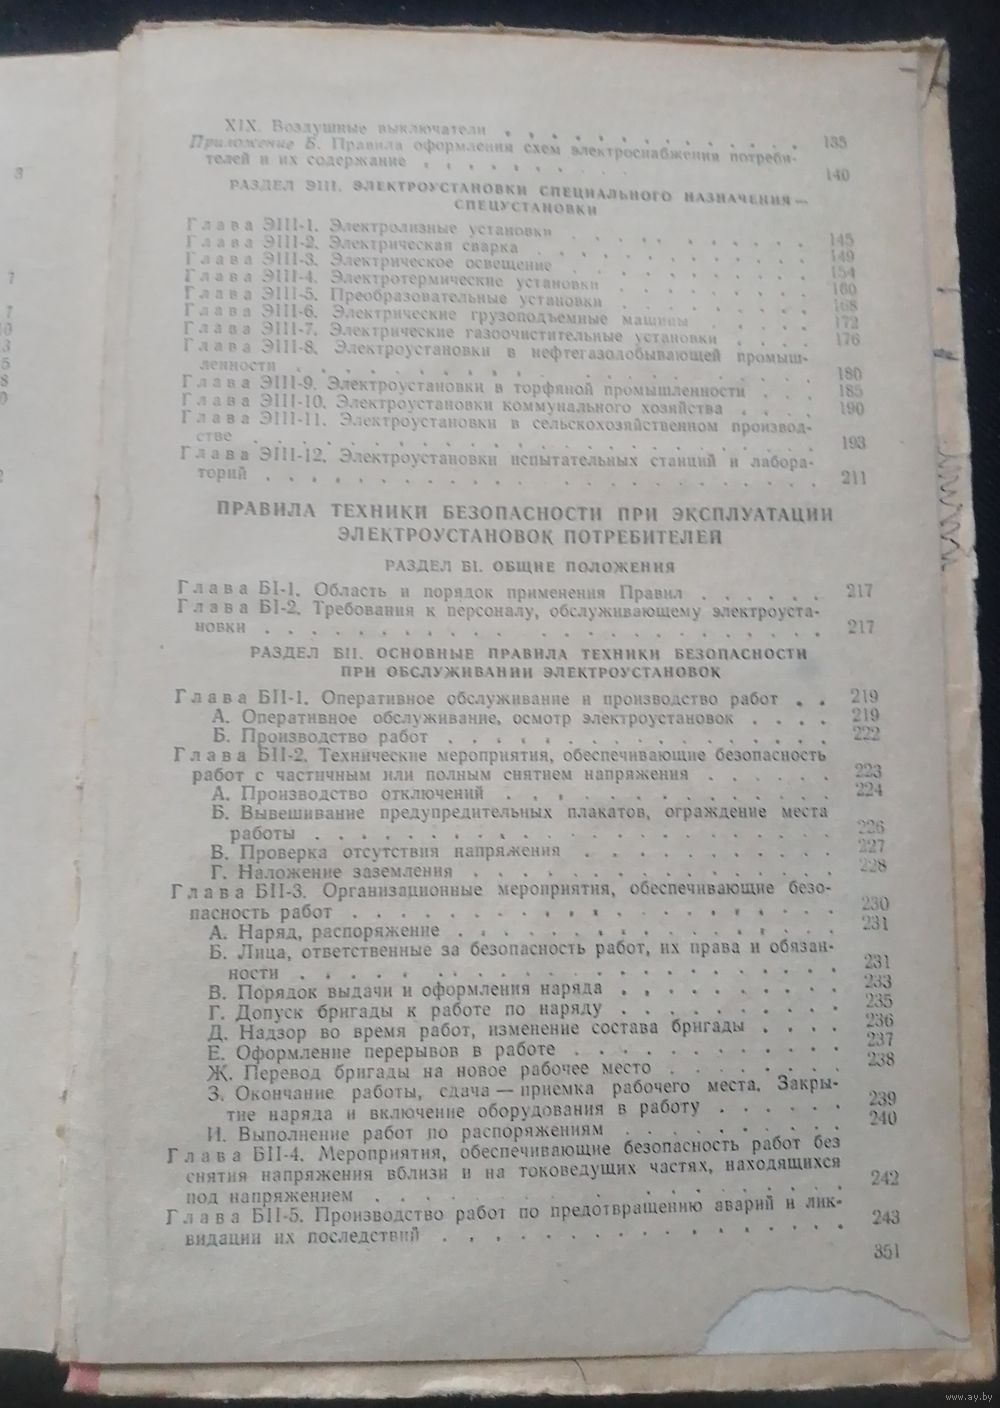 XIX. Воздушные выключатели . . . . . . . . . . . . . 135
Приложение Б. Правила оформления схем электроснабжения потреби-
телей и их содержание . . . . . . . . . 140
РАЗДЕЛ ЭIII. ЭЛЕКТРОУСТАНОВКИ СПЕЦИАЛЬНОГО НАЗНАЧЕНИЯ —
СПЕЦУСТАНОВКИ
Глава ЭIII-1. Электролизные установки . . . . . . . . . 145
Глава ЭIII-2. Электрическая сварка . . . . . . . . . . 149
Глава ЭIII-3. Электрическое освещение . . . . . . . . . 154
Глава ЭIII-4. Электротермические установки . . . . . . . 160
Глава ЭIII-5. Преобразовательные установки . . . . . . . 168
Глава ЭIII-6. Электрические грузоподъемные машины . . . . 172
Глава ЭIII-7. Электрические газоочистительные установки . . . . 176
Глава ЭIII-8. Электроустановки в нефтегазодобывающей промыш-
ленности . . . . . . . . . . . . . . . . . 180
Глава ЭIII-9. Электроустановки в торфяной промышленности . . . 185
Глава ЭIII-10. Электроустановки коммунального хозяйства . . . . 190
Глава ЭIII-11. Электроустановки в сельскохозяйственном производ-
стве . . . . . . . . . . . . . . . . . . . 193
Глава ЭIII-12. Электроустановки испытательных станций и лабора-
торий . . . . . . . . . . . . . . . . . . 211
ПРАВИЛА ТЕХНИКИ БЕЗОПАСНОСТИ ПРИ ЭКСПЛУАТАЦИИ
ЭЛЕКТРОУСТАНОВОК ПОТРЕБИТЕЛЕЙ
РАЗДЕЛ БI. ОБЩИЕ ПОЛОЖЕНИЯ
Глава БI-1. Область и порядок применения Правил . . . . . . 217
Глава БI-2. Требования к персоналу, обслуживающему электроуста-
новки . . . . . . . . . . . . . . . . . . 217
РАЗДЕЛ БII. ОСНОВНЫЕ ПРАВИЛА ТЕХНИКИ БЕЗОПАСНОСТИ
ПРИ ОБСЛУЖИВАНИИ ЭЛЕКТРОУСТАНОВОК
Глава БII-1. Оперативное обслуживание и производство работ . . 219
А. Оперативное обслуживание, осмотр электроустановок . . . . 219
Б. Производство работ . . . . . . . . . . . . . 222
Глава БII-2. Технические мероприятия, обеспечивающие безопасность
работ с частичным или полным снятием напряжения . . . . . . 223
А. Производство отключений . . . . . . . . . . . . 224
Б. Вывешивание предупредительных плакатов, ограждение места
работы . . . . . . . . . . . . . . . . . 226
В. Проверка отсутствия напряжения . . . . . . . . . 227
Г. Наложение заземления . . . . . . . . . . . . . 228
Глава БII-3. Организационные мероприятия, обеспечивающие безо-
пасность работ . . . . . . . . . . . . . . . . 230
А. Наряд, распоряжение . . . . . . . . . . . . . 231
Б. Лица, ответственные за безопасность работ, их права и обязан-
ности . . . . . . . . . . . . . . . . . . 231
В. Порядок выдачи и оформления наряда . . . . . . . . 233
Г. Допуск бригады к работе по наряду . . . . . . . . 235
Д. Надзор во время работ, изменение состава бригады . . . . 236
Е. Оформление перерывов в работе . . . . . . . . . . 237
Ж. Перевод бригады на новое рабочее место . . . . . . . 238
З. Окончание работы, сдача — приемка рабочего места. Закры-
тие наряда и включение оборудования в работу . . . . . . 239
И. Выполнение работ по распоряжениям . . . . . . . . . 240
Глава БII-4. Мероприятия, обеспечивающие безопасность работ без
снятия напряжения вблизи и на токоведущих частях, находящихся
под напряжением . . . . . . . . . . . . . . . 242
Глава БII-5. Производство работ по предотвращению аварий и лик-
видации их последствий . . . . . . . . . . . . . 243
351
www.ay.by